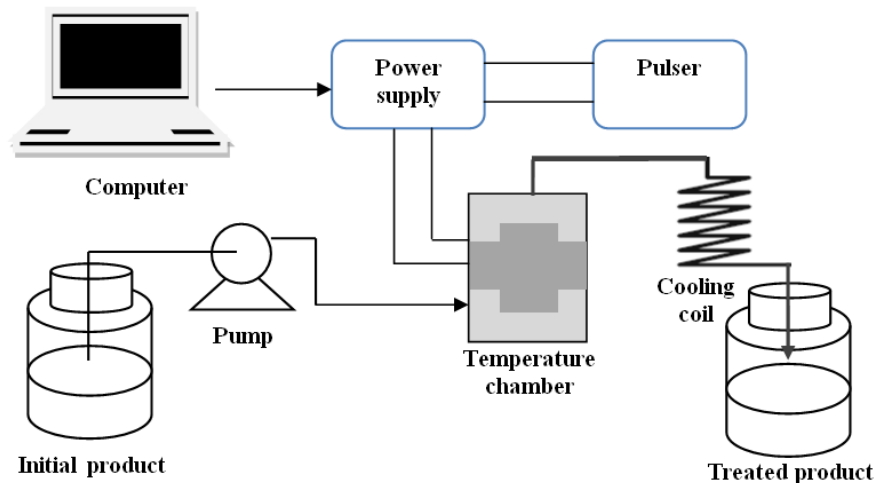 Power
supply
Pulser
Computer
Pump
Cooling
coil
Temperature
chamber
Initial product
Treated product